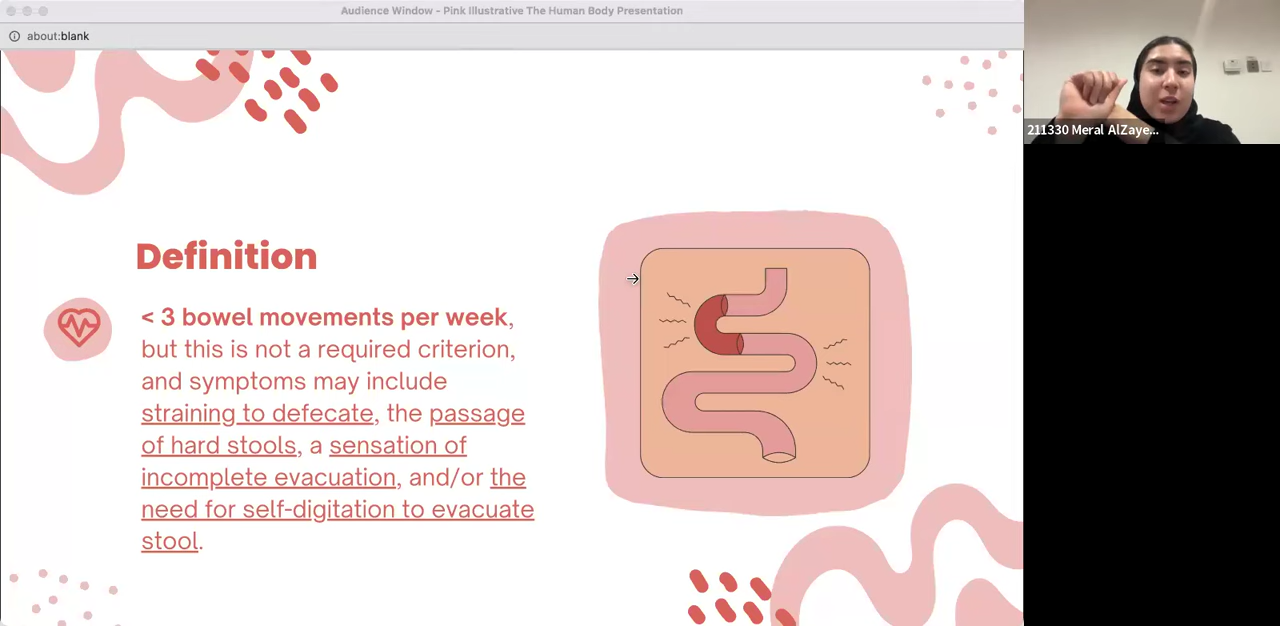 Audience Window - Pink Illustrative The Human Body Presentation
about:blank
211330 Meral AlZaye...
Definition
< 3 bowel movements per week,
but this is not a required criterion,
and symptoms may include
straining to defecate, the passage
of hard stools, a sensation of
incomplete evacuation, and/or the
need for self-digitation to evacuate
stool.